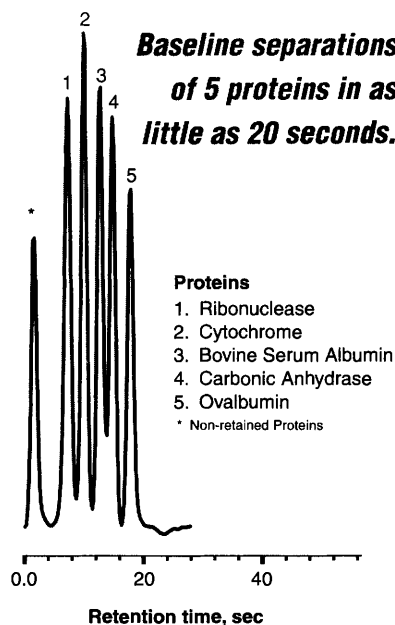 Baseline separations
of 5 proteins in as
little as 20 seconds.
2
1
3
4
5
*
Proteins
1. Ribonuclease
2. Cytochrome
3. Bovine Serum Albumin
4. Carbonic Anhydrase
5. Ovalbumin
* Non-retained Proteins
0.0 20 40
Retention time, sec